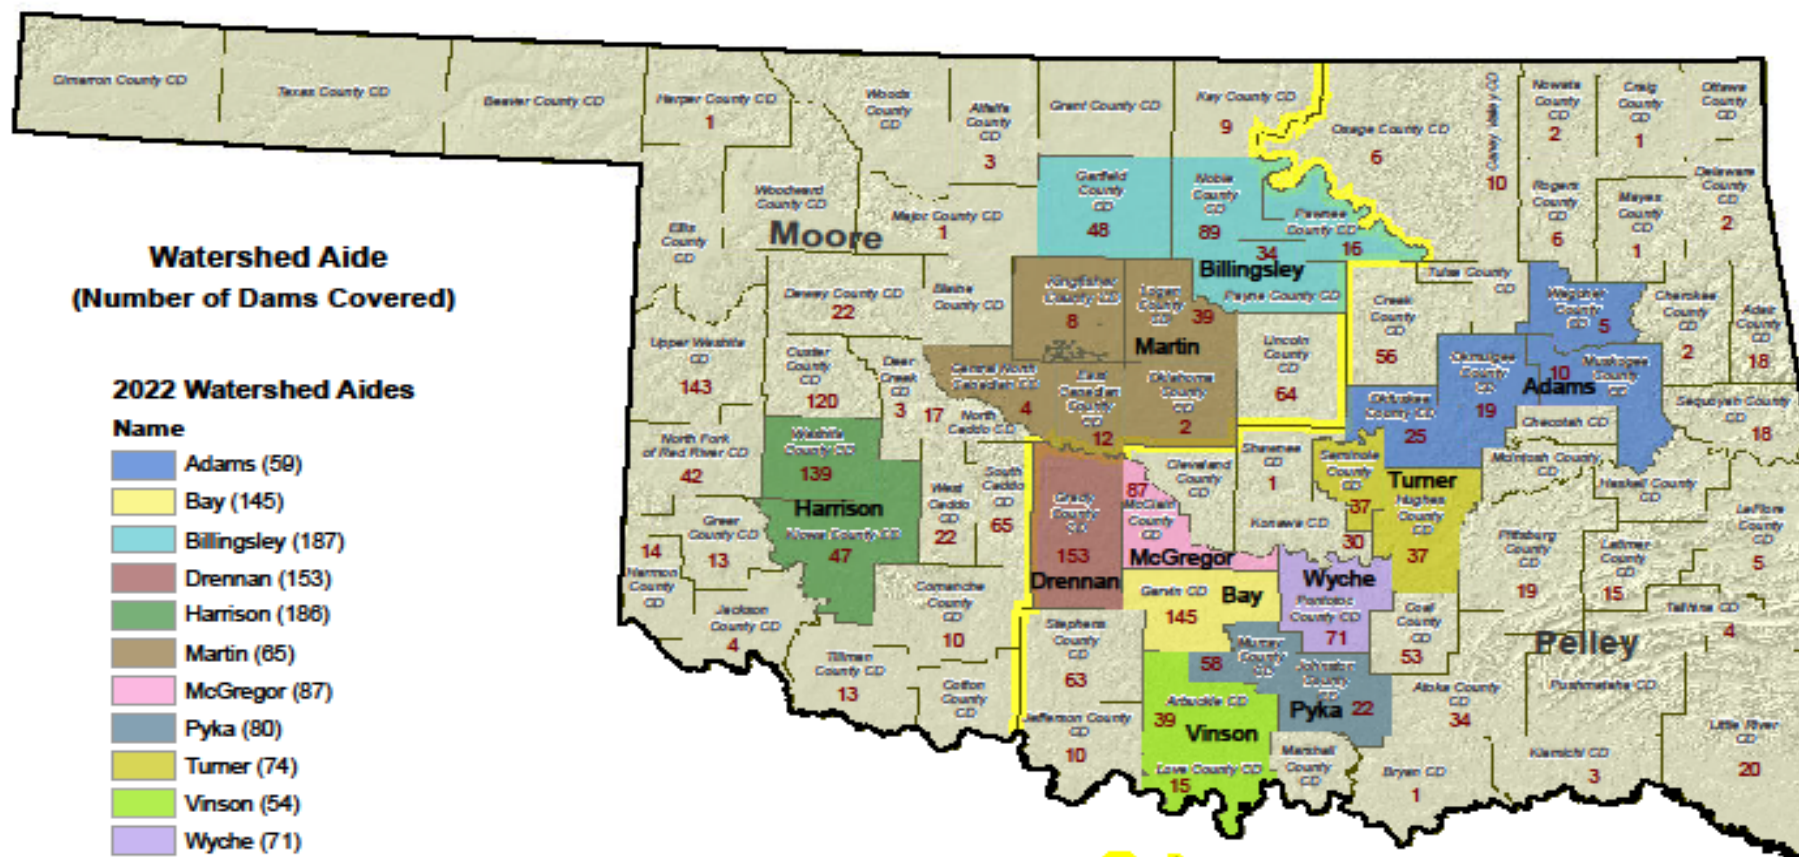 Cimarron County CD
Texas County CD
Beaver County CD
Harper County CD
1
Woods
County
CD
Alfalfa
County
CD
3
Grant County CD
Kay County CD
9
Osage County CD
6
Caney Valley CD
10
Nowata
County
CD
2
Craig
County
CD
1
Ottawa
County
CD
Ellis
County
CD
Woodward
County CD
Major County CD
1
Moore
Garfield
County
CD
48
Noble
County
CD
89
Pawnee
County CD
16
34
Billingsley
Payne County CD
Rogers
County
CD
6
Mayes
County
CD
1
Delaware
County
CD
2
Watershed Aide
(Number of Dams Covered)
Dewey County CD
22
Blaine
County CD
Kingfisher
County CD
8
Logan
County
CD
39
Martin
Lincoln
County
CD
64
Creek
County
CD
56
Tulsa County
CD
Wagoner
County
CD
5
Cherokee
County
CD
2
Adair
County
CD
18
Upper Washita
CD
143
Custer
County
CD
120
Deer
Creek
CD
3
Central North
Canadian CD
4
East
Canadian
County
CD
12
Oklahoma
County
CD
2
Okfuskee
County CD
25
Okmulgee
County
CD
19
10
Muskogee
County
CD
Adams
Checotah CD
Sequoyah County
CD
18
2022 Watershed Aides
Name
Adams (59)
Bay (145)
Billingsley (187)
Drennan (153)
Harrison (186)
Martin (65)
McGregor (87)
Pyka (80)
Turner (74)
Vinson (54)
Wyche (71)
North Fork
of Red River CD
42
Washita
County CD
139
Harrison
Kiowa County CD
47
17
North
Caddo CD
West
Caddo
CD
22
South
Caddo
CD
65
Grady
County
CD
153
Drennan
87
McClain
County
CD
McGregor
Cleveland
County
CD
Shawnee
CD
1
Konawa CD
30
Seminole
County
CD
37
Turner
Hughes
County
CD
37
McIntosh County
CD
Haskell County
CD
LeFlore
County
CD
5
Greer
County CD
13
14
Harmon
County
CD
Jackson
County CD
4
Tillman
County CD
13
Comanche
County
CD
10
Cotton
County
CD
Stephens
County
CD
63
Jefferson County
CD
10
Garvin CD
145
Bay
Wyche
Pontotoc
County CD
71
Murray
County
CD
58
Johnston
County
CD
22
Pyka
Arbuckle CD
39
Vinson
Love County CD
15
Marshall
County
CD
Coal
County
CD
53
Pittsburg
County
CD
19
Latimer
County
CD
15
Talihina CD
4
Pelley
Atoka County
CD
34
Pushmataha CD
Bryan CD
1
Kiamichi CD
3
Little River
CD
20